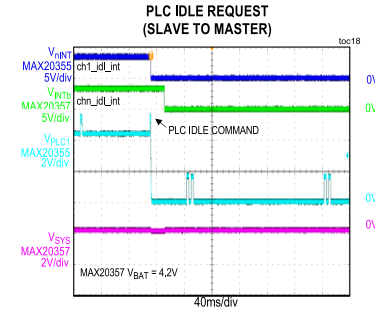 PLC IDLE REQUEST
(SLAVE TO MASTER)
toc18
VnINT
MAX20355
5V/div
ch1_idl_int
0V
VINTb
MAX20357
5V/div
chn_idl_int
0V
VPLC1
MAX20355
2V/div
PLC IDLE COMMAND
0V
VSYS
MAX20357
2V/div
0V
MAX20357 VBAT = 4.2V
40ms/div